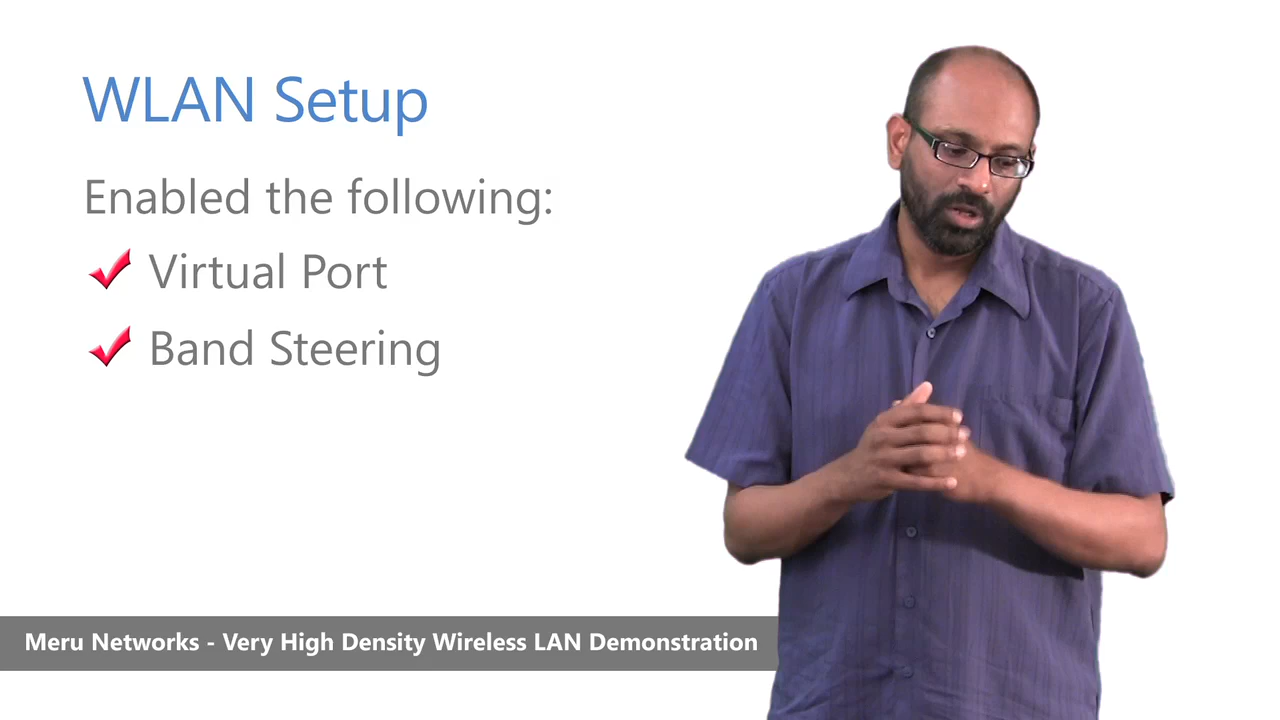 WLAN Setup
Enabled the following:
Virtual Port
Band Steering
Meru Networks - Very High Density Wireless LAN Demonstration